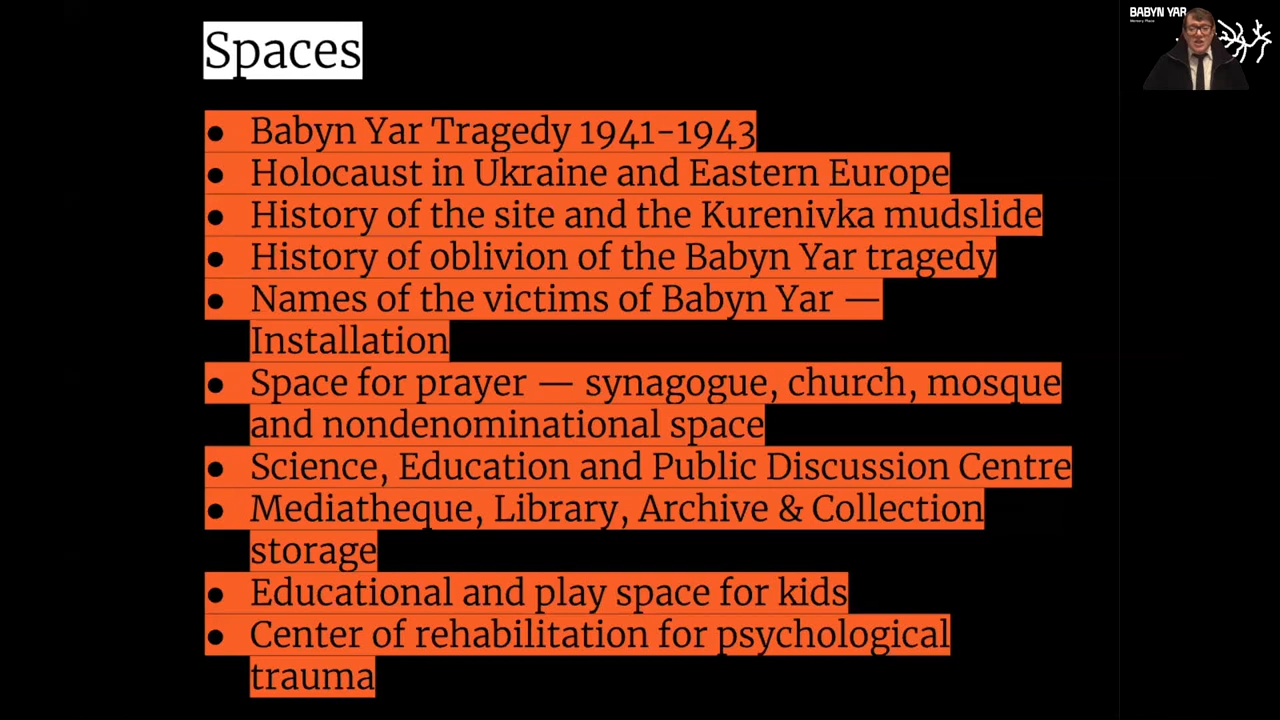 Spaces
● Babyn Yar Tragedy 1941-1943
● Holocaust in Ukraine and Eastern Europe
● History of the site and the Kurenivka mudslide
● History of oblivion of the Babyn Yar tragedy
● Names of the victims of Babyn Yar —
Installation
● Space for prayer — synagogue, church, mosque
and nondenominational space
● Science, Education and Public Discussion Centre
● Mediatheque, Library, Archive & Collection
storage
● Educational and play space for kids
● Center of rehabilitation for psychological
trauma
BABYN YAR
Memory Place